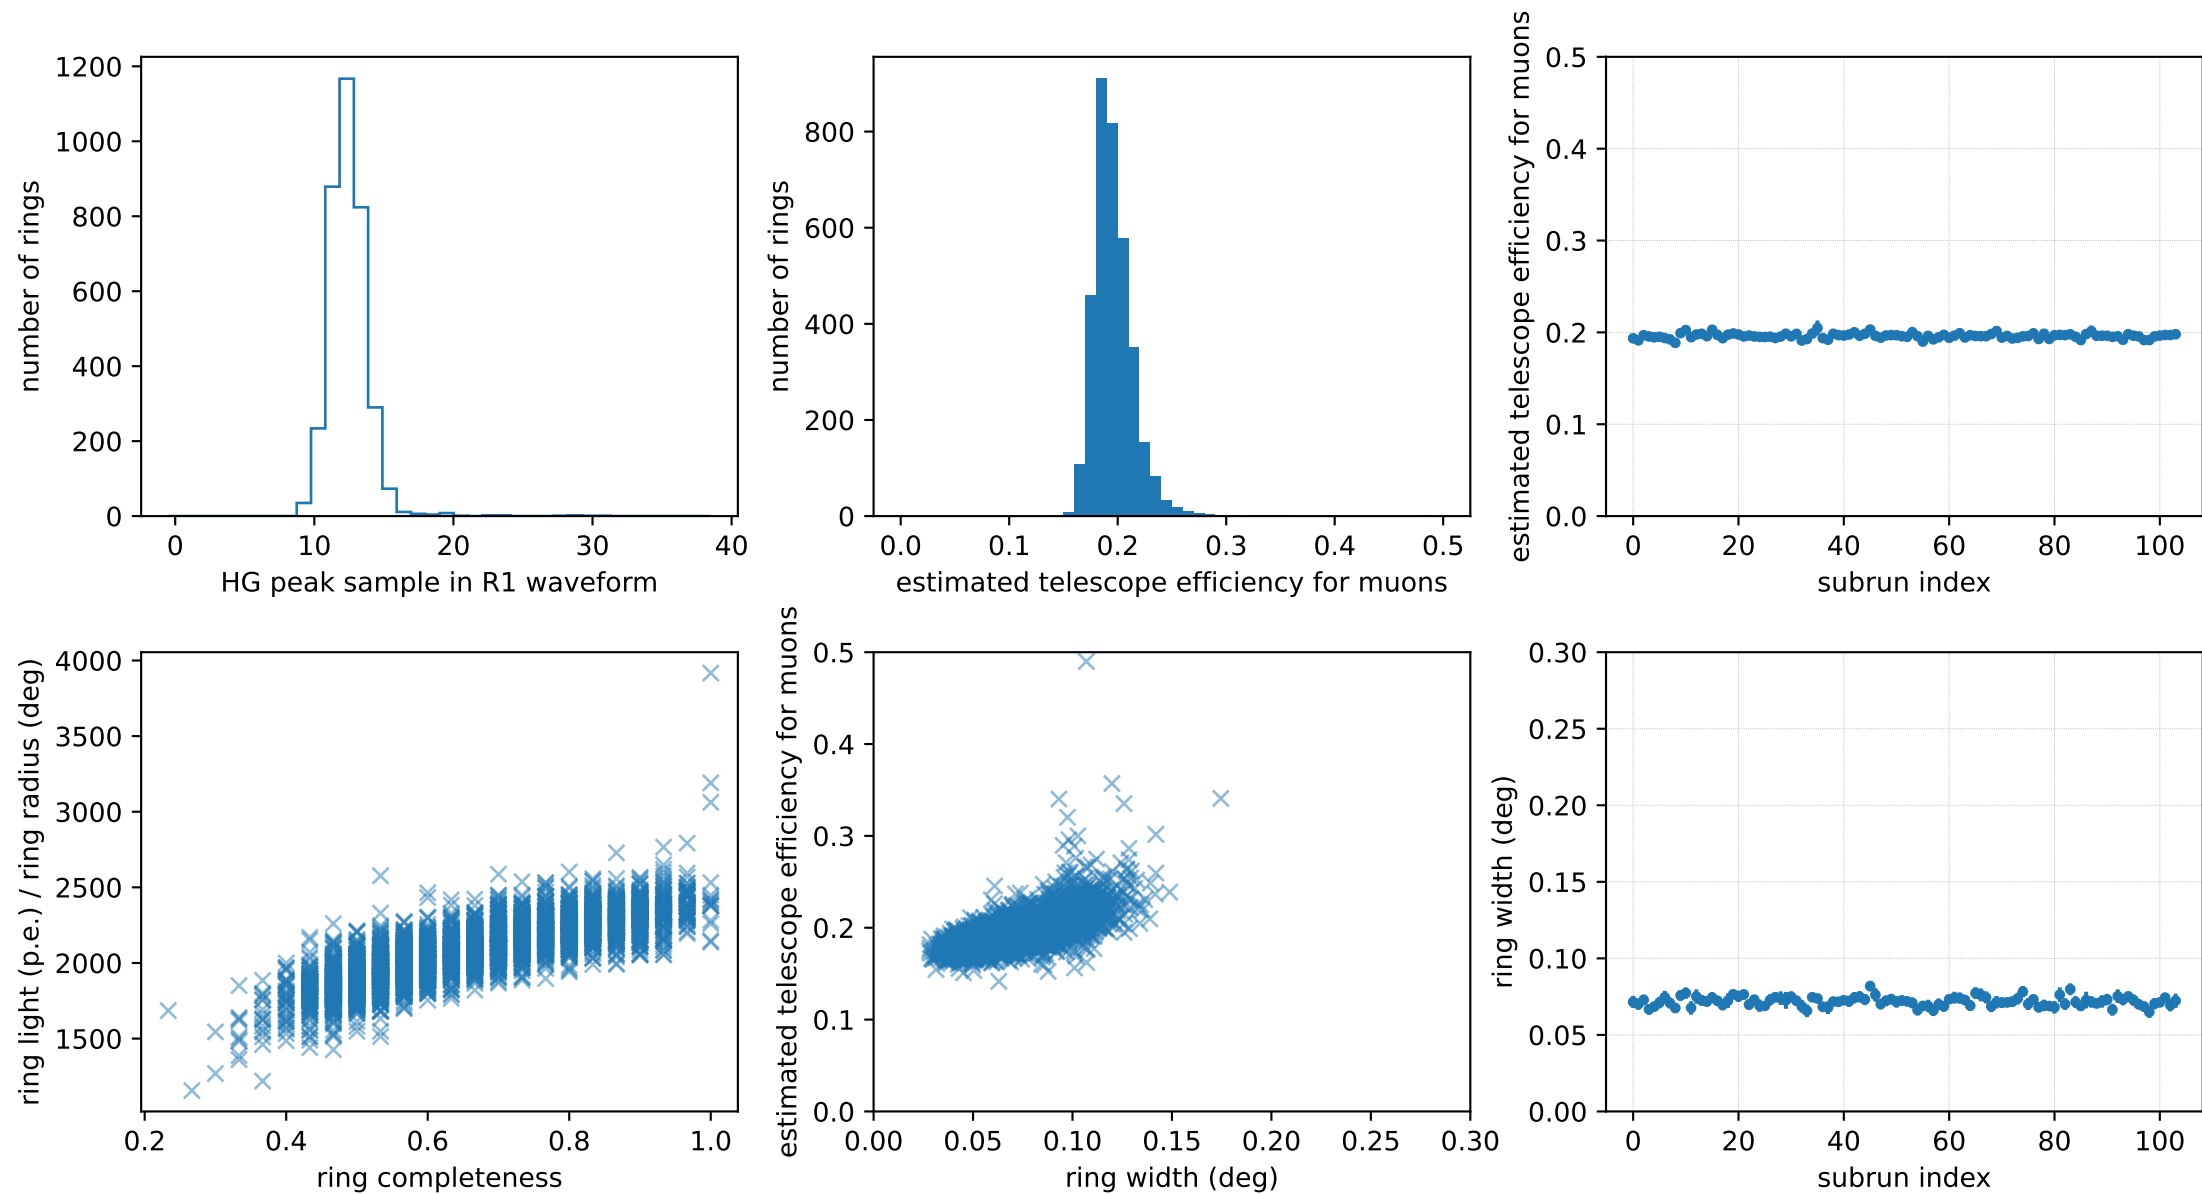 1200
1000
800
600
400
200
0
number of rings
0 10 20 30 40
HG peak sample in R1 waveform
800
600
400
200
0
number of rings
0.0 0.1 0.2 0.3 0.4 0.5
estimated telescope efficiency for muons
0.5
0.4
0.3
0.2
0.1
0.0
estimated telescope efficiency for muons
0 20 40 60 80 100
subrun index
4000
3500
3000
2500
2000
1500
ring light (p.e.) / ring radius (deg)
0.2 0.4 0.6 0.8 1.0
ring completeness
0.5
0.4
0.3
0.2
0.1
0.0
estimated telescope efficiency for muons
0.00 0.05 0.10 0.15 0.20 0.25 0.30
ring width (deg)
0.30
0.25
0.20
0.15
0.10
0.05
0.00
ring width (deg)
0 20 40 60 80 100
subrun index